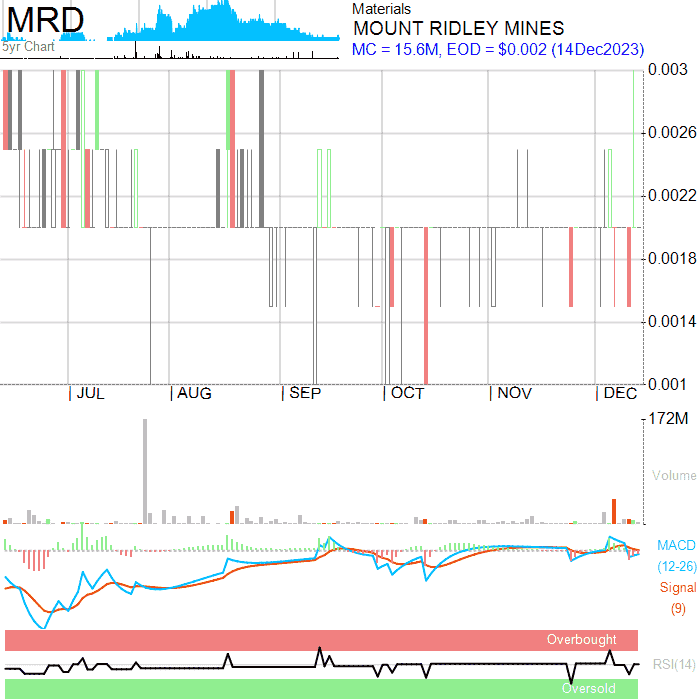 MRD
5yr Chart
Materials
MOUNT RIDLEY MINES
MC = 15.6M, EOD = $0.002 (14Dec2023)
0.003
0.0026
0.0022
0.0018
0.0014
0.001
JUL AUG SEP OCT NOV DEC
172M
Volume
MACD
(12-26)
Signal
(9)
Overbought
RSI(14)
Oversold